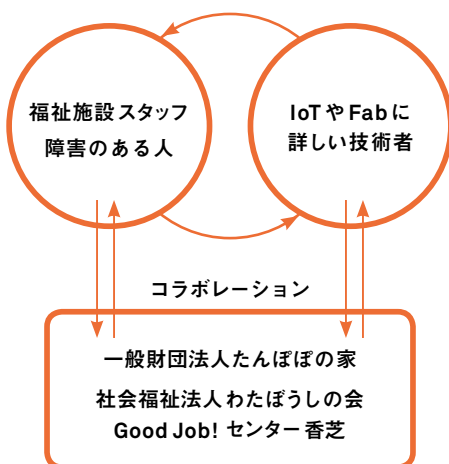 福祉施設スタッフ
障害のある人
IoTやFabに
詳しい技術者
コラボレーション
一般財団法人たんぽぽの家
社会福祉法人わたぼうしの会
Good Job! センター香芝